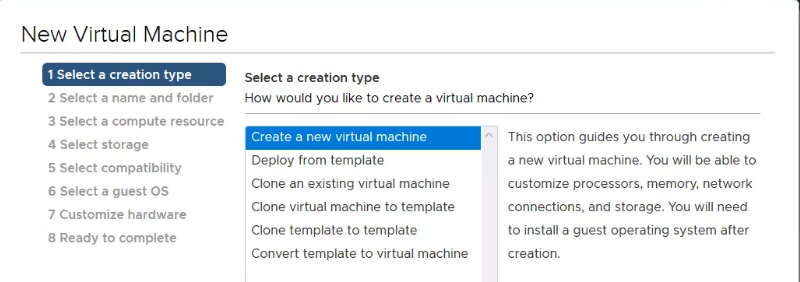 New Virtual Machine
1 Select a creation type
2 Select a name and folder
3 Select a compute resource
4 Select storage
5 Select compatibility
6 Select a guest OS
7 Customize hardware
8 Ready to complete
Select a creation type
How would you like to create a virtual machine?
Create a new virtual machine
Deploy from template
Clone an existing virtual machine
Clone virtual machine to template
Clone template to template
Convert template to virtual machine
This option guides you through creating
a new virtual machine. You will be able to
customize processors, memory, network
connections, and storage. You will need
to install a guest operating system after
creation.